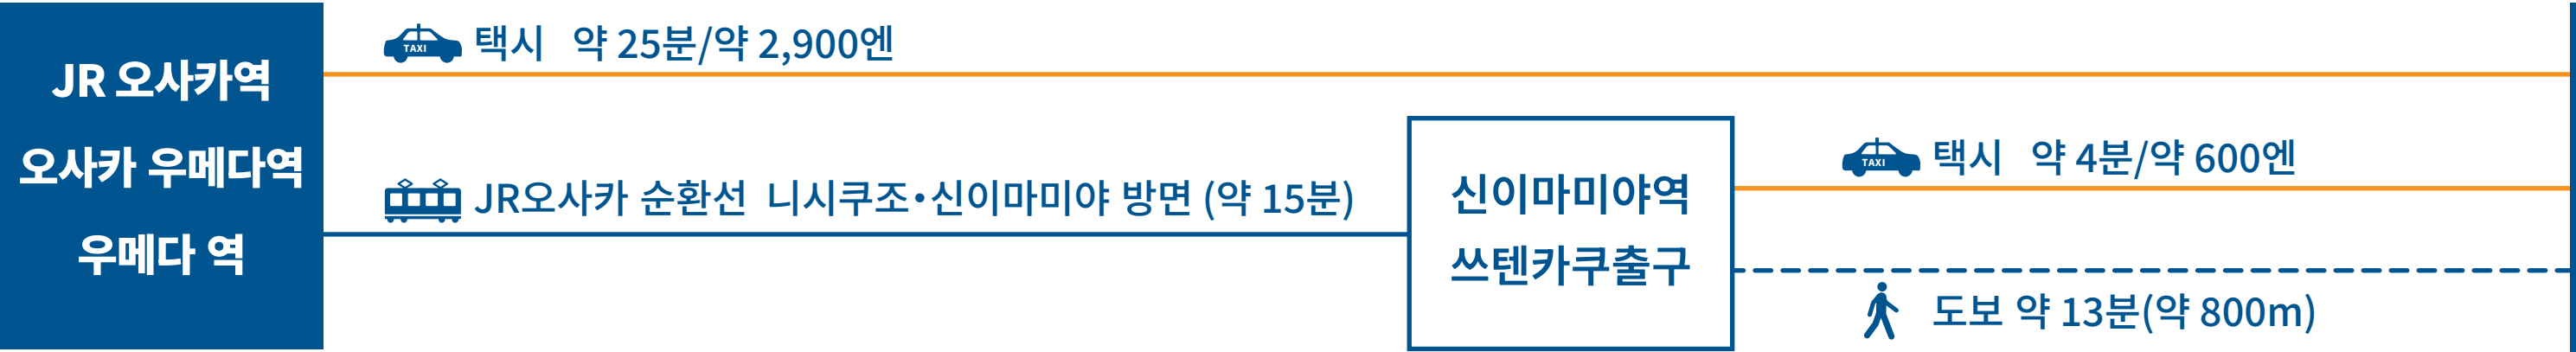 JR 오사카역
오사카 우메다역
우메다 역
TAXI 택시 약 25분/약 2,900엔
JR오사카 순환선 니시쿠조･신이마미야 방면 (약 15분)
신이마미야역
쓰텐카쿠출구
TAXI 택시 약 4분/약 600엔
도보 약 13분(약 800m)